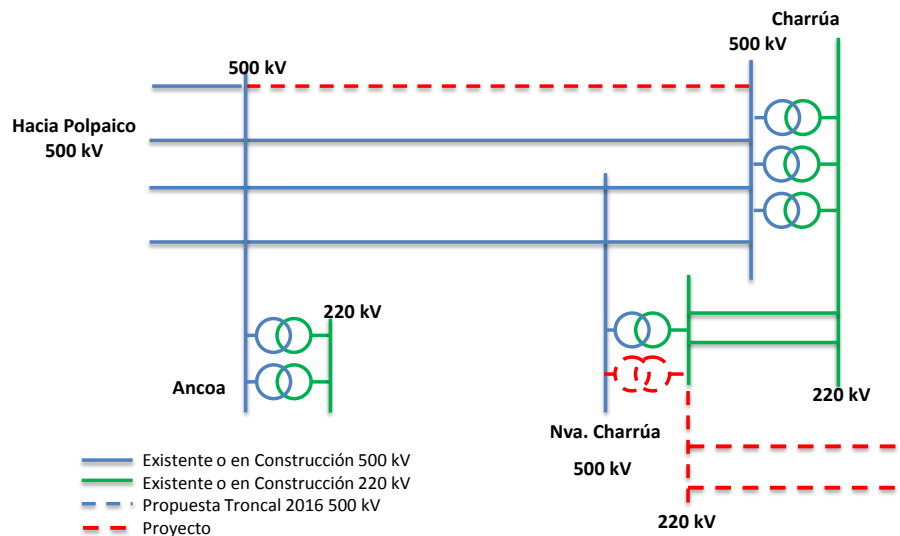 Charrúa
500 kV
500 kV
Hacia Polpaico
500 kV
220 kV
Ancoa
220 kV
Nva. Charrúa
500 kV
220 kV
Existente o en Construcción 500 kV
Existente o en Construcción 220 kV
Propuesta Troncal 2016 500 kV
Proyecto